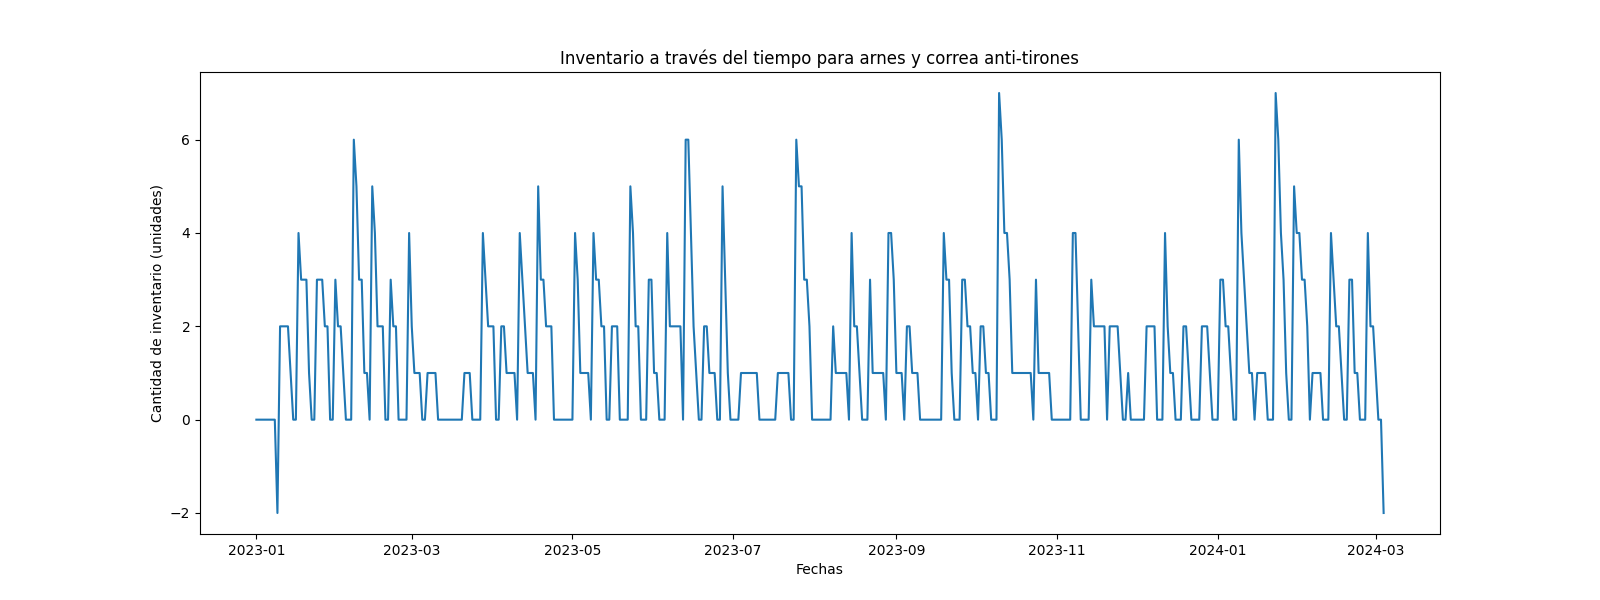 Inventario a través del tiempo para arnes y correa anti-tirones
Cantidad de inventario (unidades)
6
4
2
0
−2
2023-01 2023-03 2023-05 2023-07 2023-09 2023-11 2024-01 2024-03
Fechas